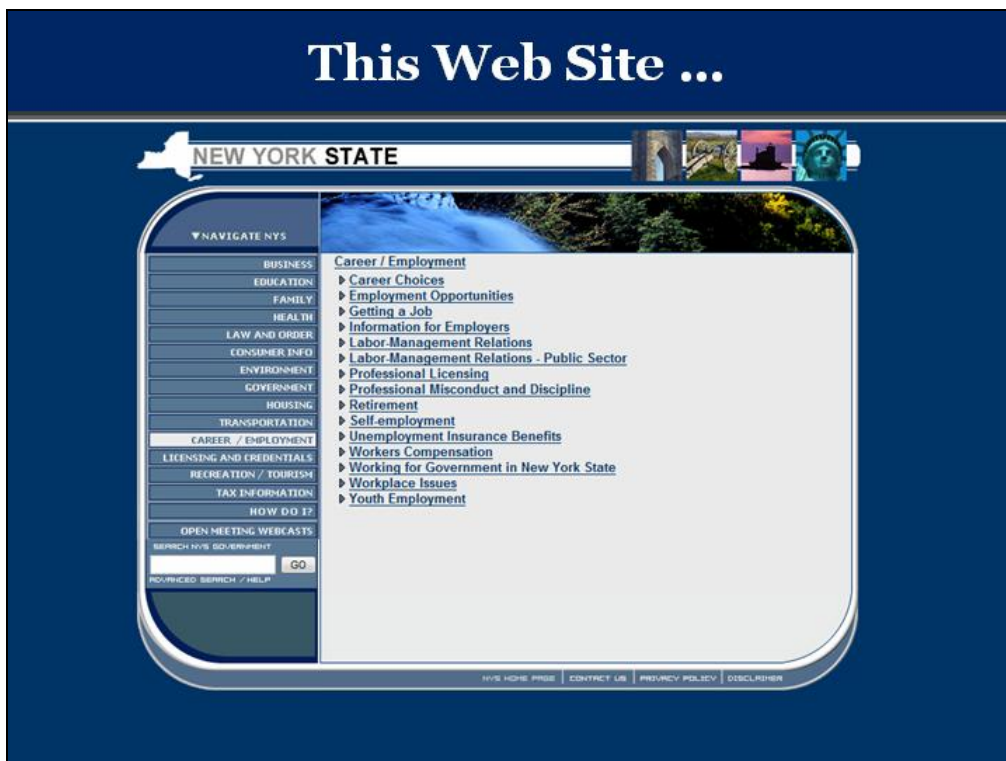 This Web Site ...
NEW YORK STATE
▼NAVIGATE NYS
BUSINESS
EDUCATION
FAMILY
HEALTH
LAW AND ORDER
CONSUMER INFO
ENVIRONMENT
GOVERNMENT
HOUSING
TRANSPORTATION
CAREER / EMPLOYMENT
LICENSING AND CREDENTIALS
RECREATION / TOURISM
TAX INFORMATION
HOW DO I?
OPEN MEETING WEBCASTS
SEARCH NYS GOVERNMENT
GO
ADVANCED SEARCH / HELP
Career / Employment
Career Choices
Employment Opportunities
Getting a Job
Information for Employers
Labor-Management Relations
Labor-Management Relations - Public Sector
Professional Licensing
Professional Misconduct and Discipline
Retirement
Self-employment
Unemployment Insurance Benefits
Workers Compensation
Working for Government in New York State
Workplace Issues
Youth Employment
NYS HOME PAGE | CONTACT US | PRIVACY POLICY | DISCLAIMER